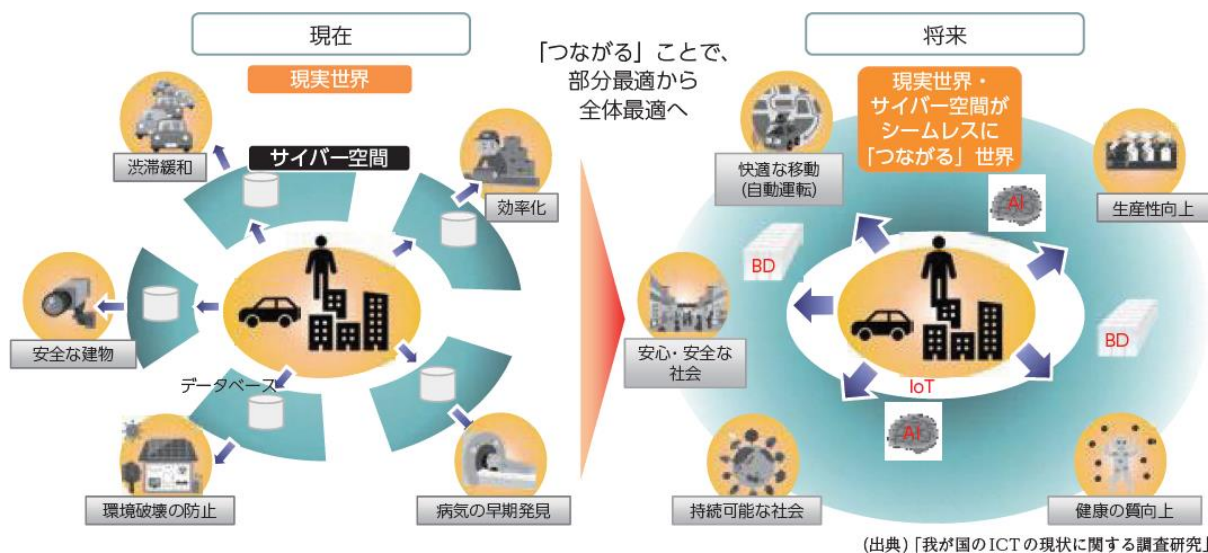 現在
現実世界
サイバー空間
渋滞緩和
効率化
安全な建物
データベース
環境破壊の防止
病気の早期発見
「つながる」ことで、
部分最適から
全体最適へ
将来
現実世界・
サイバー空間が
シームレスに
「つながる」世界
快適な移動
(自動運転)
AI
生産性向上
BD
BD
安心・安全な
社会
IoT
AI
持続可能な社会
健康の質向上
(出典)「我が国のICTの現状に関する調査研究」